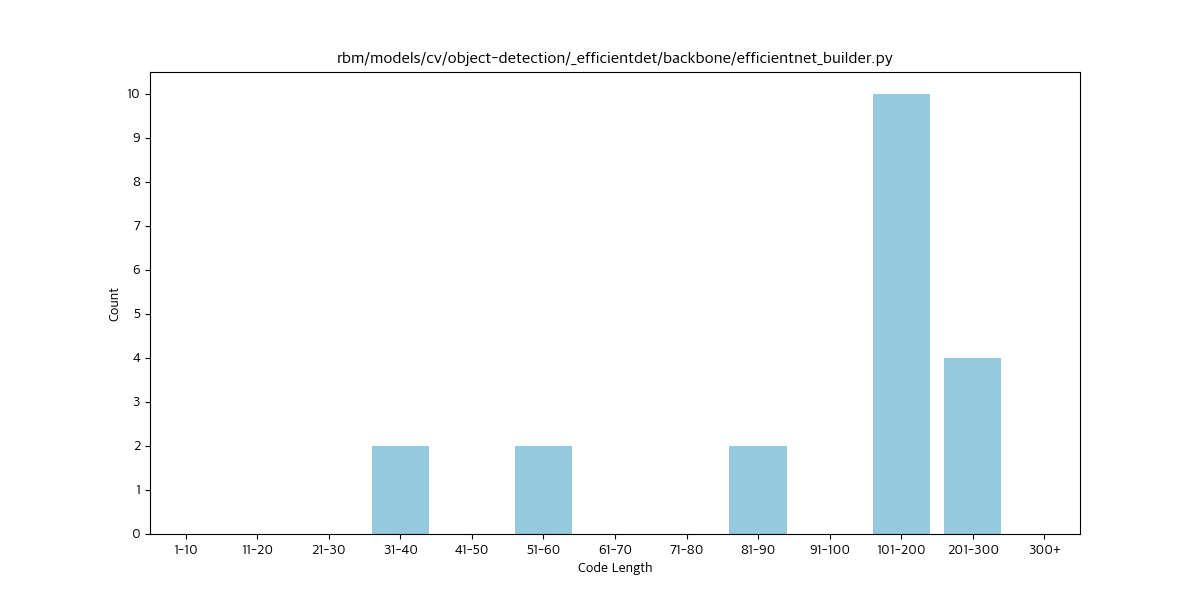 rbm/models/cv/object-detection/_efficientdet/backbone/efficientnet_builder.py
10
9
8
7
6
5
4
3
2
1
0
Count
1-10 11-20 21-30 31-40 41-50 51-60 61-70 71-80 81-90 91-100 101-200 201-300 300+
Code Length